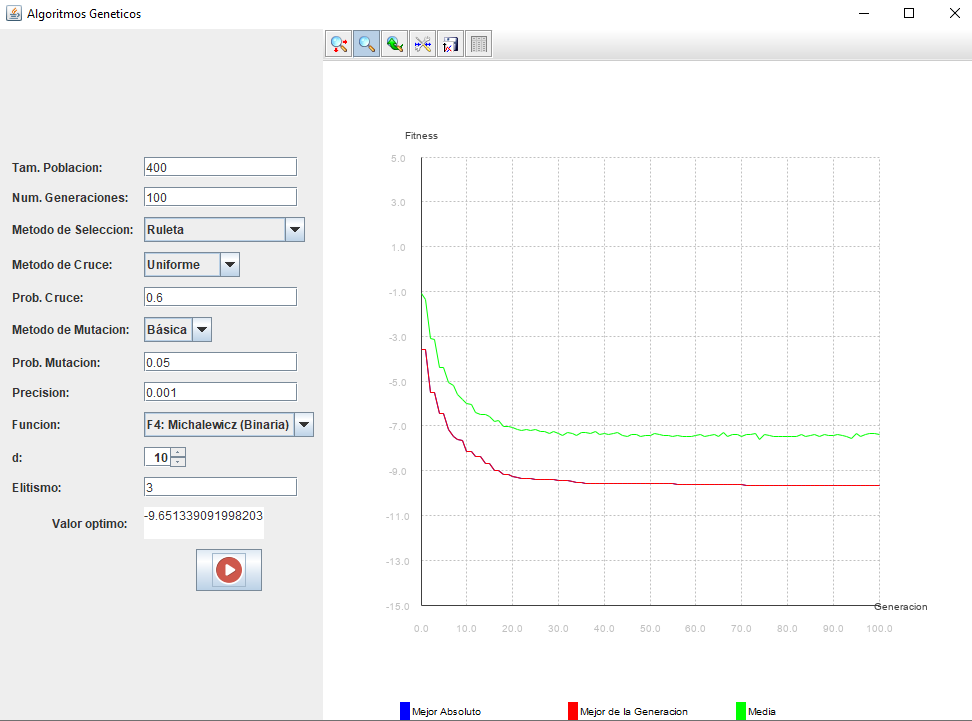 Algoritmos Geneticos
Tam. Poblacion: 400
Num. Generaciones: 100
Metodo de Seleccion: Ruleta
Metodo de Cruce: Uniforme
Prob. Cruce: 0.6
Metodo de Mutacion: Básica
Prob. Mutacion: 0.05
Precision: 0.001
Funcion: F4: Michalewicz (Binaria)
d: 10
Elitismo: 3
Valor optimo: -9.651339091998203
Fitness
5.0
3.0
1.0
-1.0
-3.0
-5.0
-7.0
-9.0
-11.0
-13.0
-15.0
Generacion
0.0 10.0 20.0 30.0 40.0 50.0 60.0 70.0 80.0 90.0 100.0
Mejor Absoluto Mejor de la Generacion Media